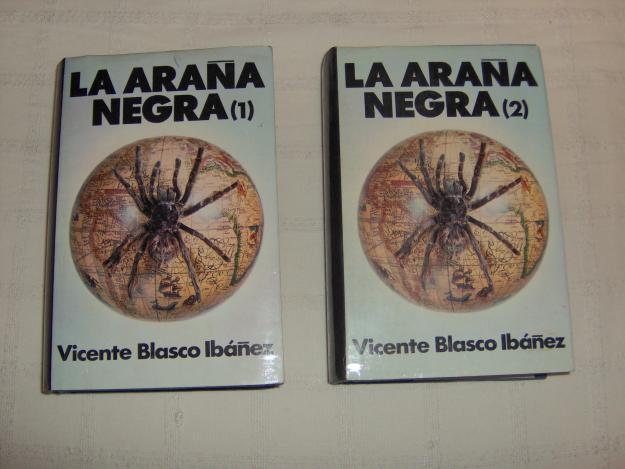 LA ARAÑA
NEGRA (1)
Vicente Blasco Ibáñez
LA ARAÑA
NEGRA (2)
Vicente Blasco Ibáñez